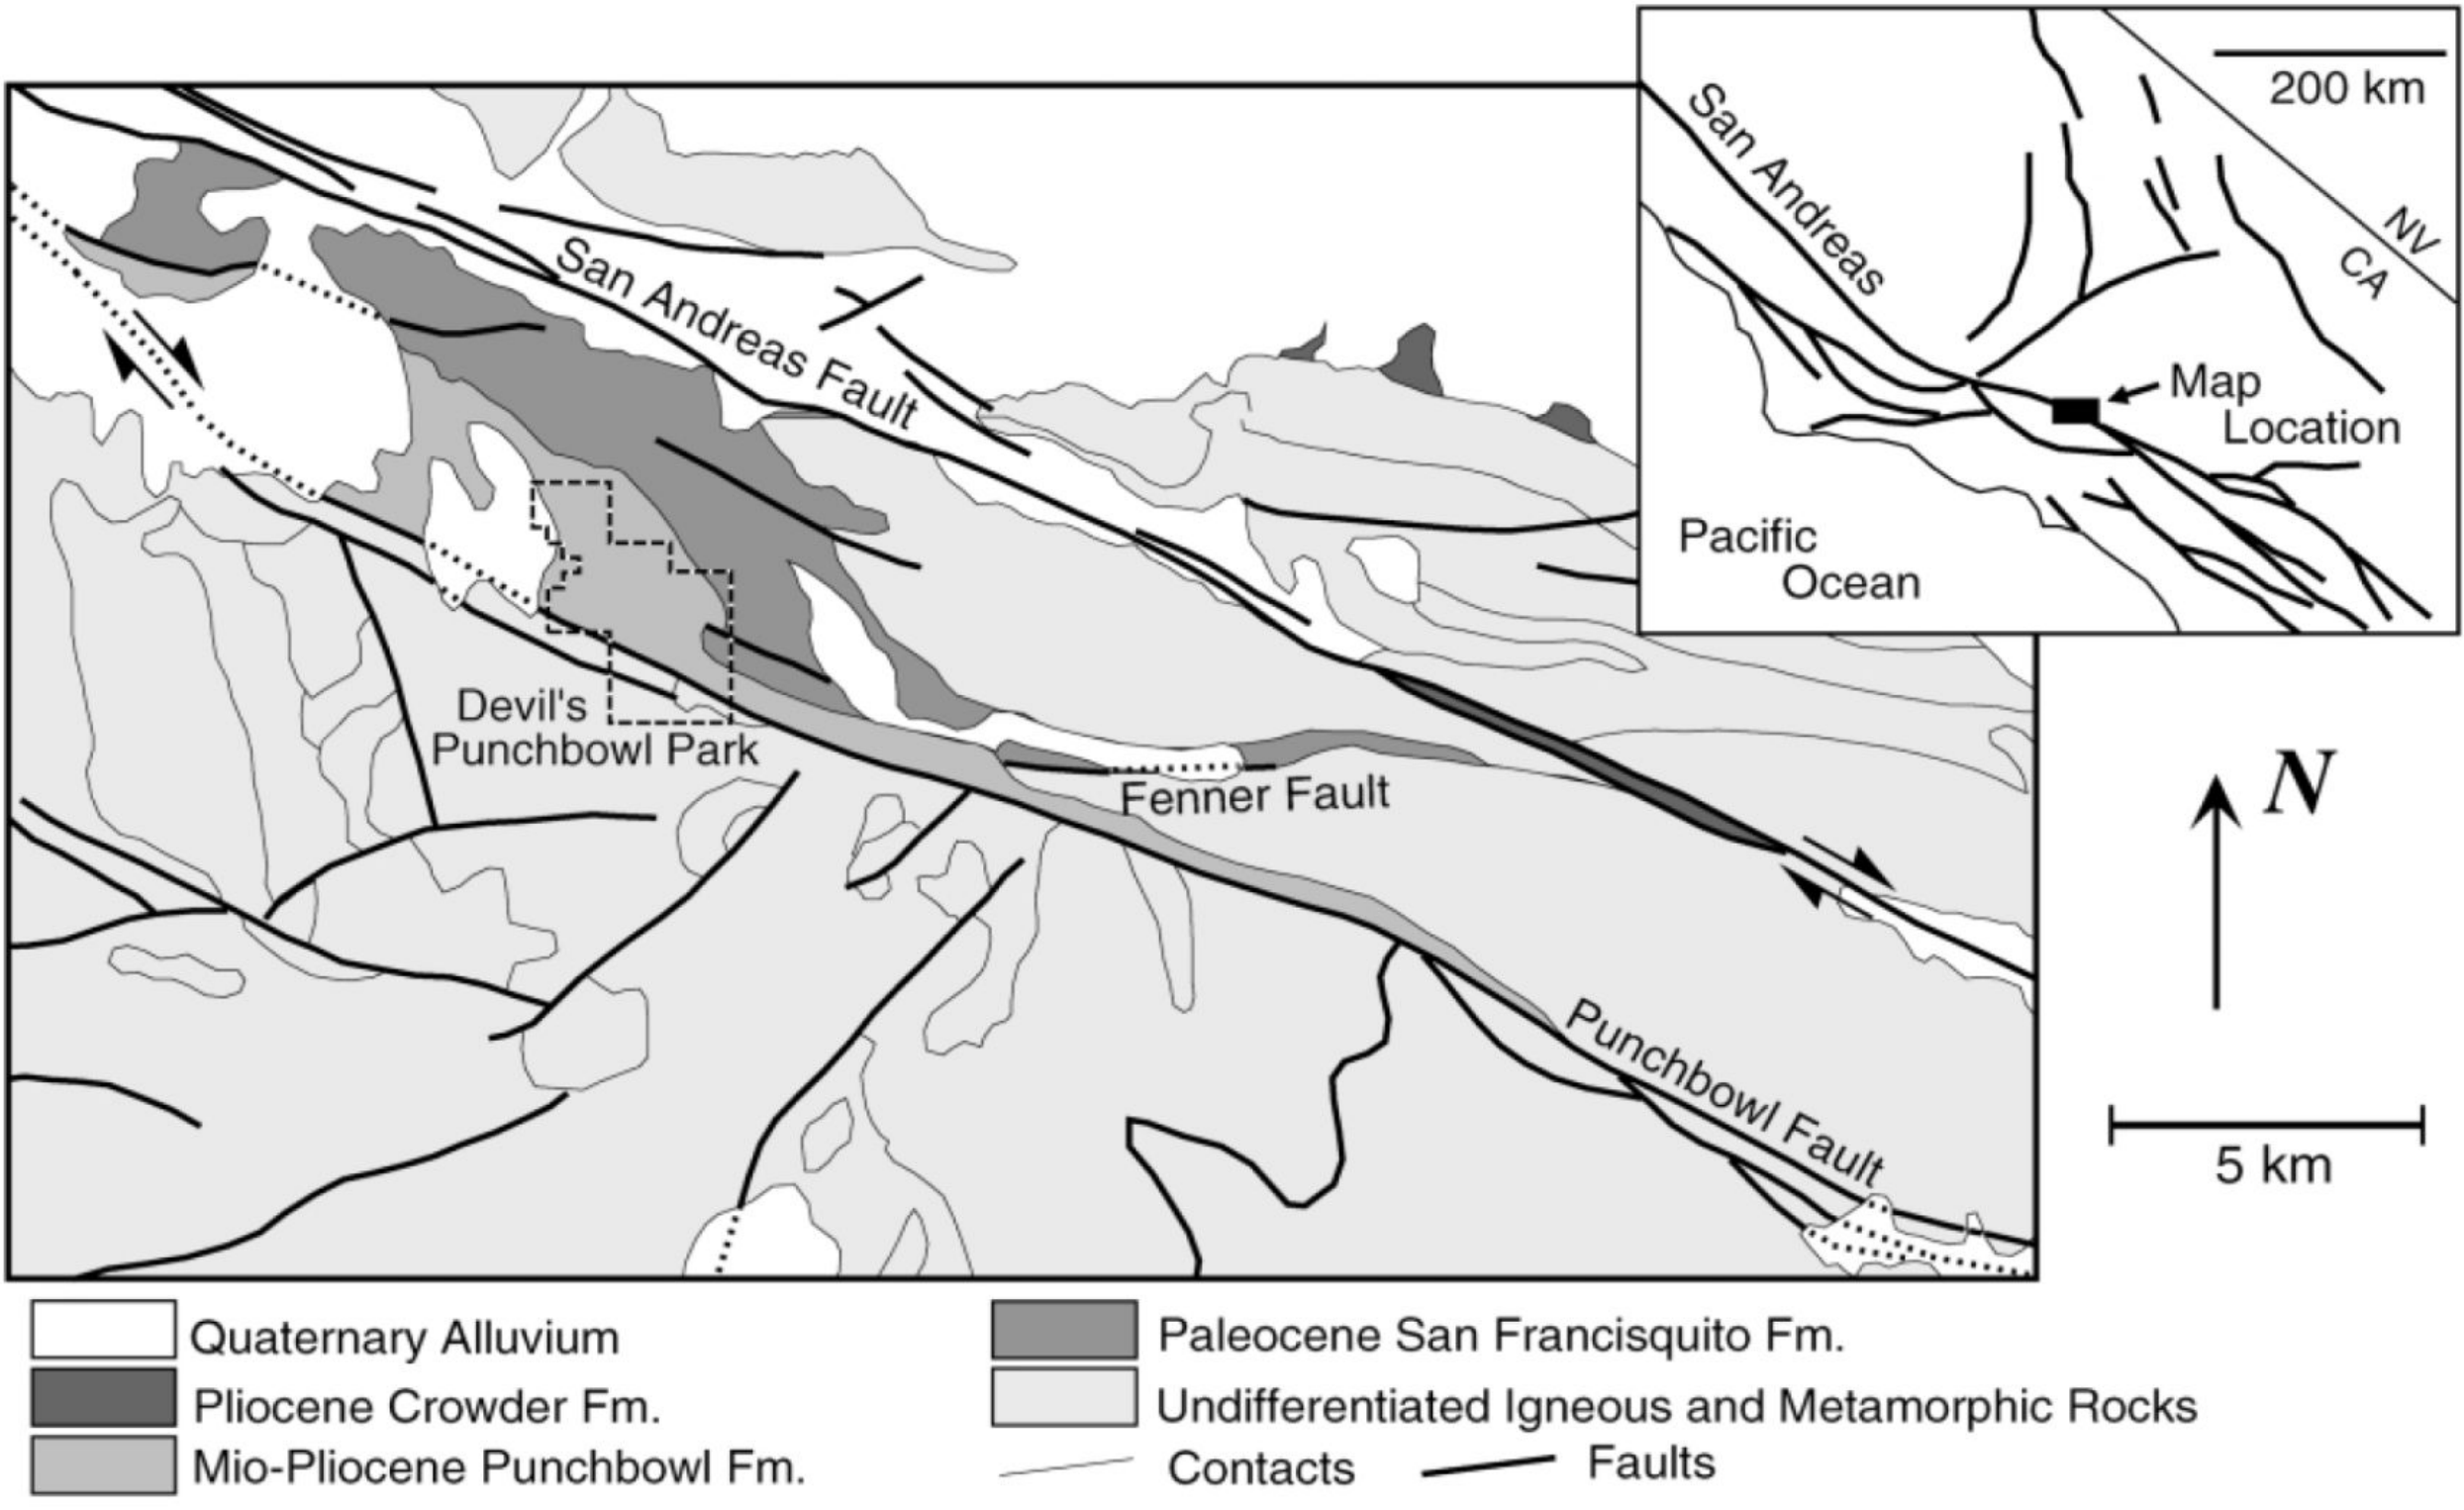 San Andreas
200 km
NV
CA
Map
Location
Pacific
Ocean
San Andreas Fault
Devil's
Punchbowl Park
Fenner Fault
Punchbowl Fault
N
5 km
Quaternary Alluvium
Pliocene Crowder Fm.
Mio-Pliocene Punchbowl Fm.
Paleocene San Francisquito Fm.
Undifferentiated Igneous and Metamorphic Rocks
Contacts
Faults